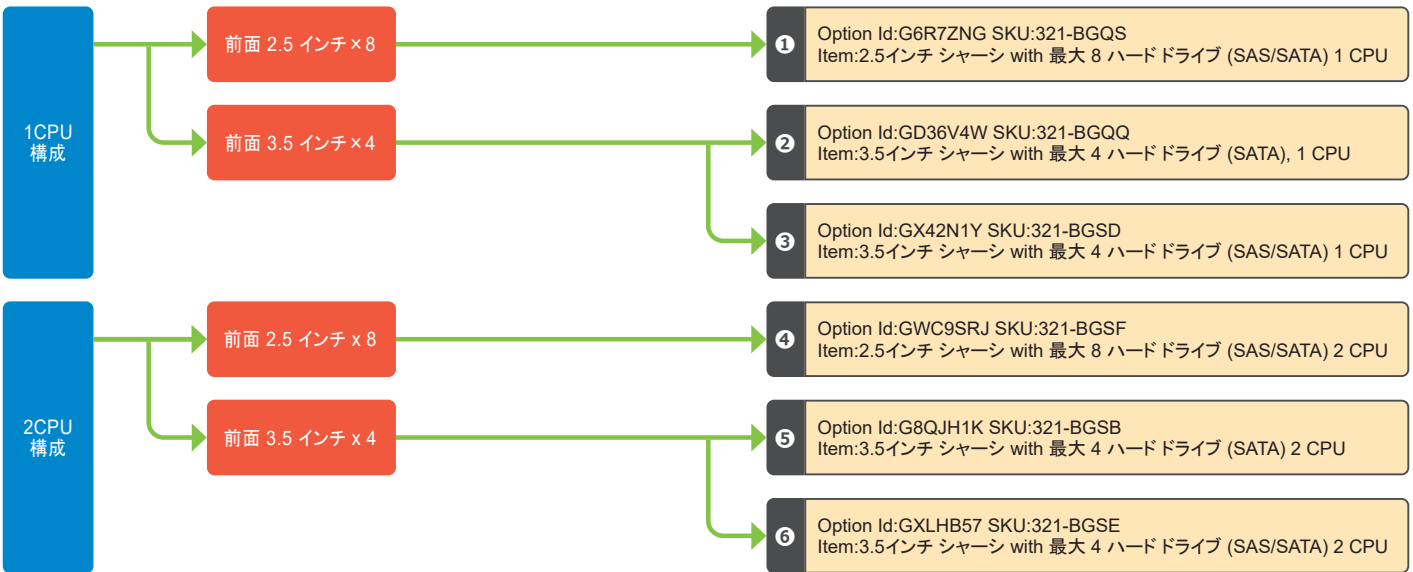 1CPU
構成
前面 2.5 インチ×8
❶
Option Id:G6R7ZNG SKU:321-BGQS
Item:2.5インチ シャーシ with 最大 8 ハードドライブ (SAS/SATA) 1 CPU
前面 3.5 インチ×4
❷
Option Id:GD36V4W SKU:321-BGQQ
Item:3.5インチ シャーシ with 最大 4 ハードドライブ (SATA), 1 CPU
❸
Option Id:GX42N1Y SKU:321-BGSD
Item:3.5インチ シャーシ with 最大 4 ハードドライブ (SAS/SATA) 1 CPU
2CPU
構成
前面 2.5 インチ x 8
❹
Option Id:GWC9SRJ SKU:321-BGSF
Item:2.5インチ シャーシ with 最大 8 ハードドライブ (SAS/SATA) 2 CPU
前面 3.5 インチ x 4
❺
Option Id:G8QJH1K SKU:321-BGSB
Item:3.5インチ シャーシ with 最大 4 ハードドライブ (SATA) 2 CPU
❻
Option Id:GXLHB57 SKU:321-BGSE
Item:3.5インチ シャーシ with 最大 4 ハードドライブ (SAS/SATA) 2 CPU